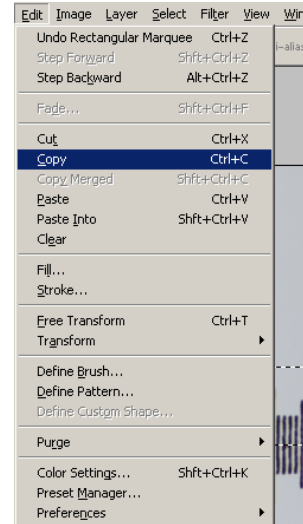 Edit Image Layer Select Filter View Win
Undo Rectangular Marquee Ctrl+Z
Step Forward Shft+Ctrl+Z
Step Backward Alt+Ctrl+Z
i-alias
Fade... Shft+Ctrl+F
Cut Ctrl+X
Copy Ctrl+C
Copy Merged Shft+Ctrl+C
Paste Ctrl+V
Paste Into Shft+Ctrl+V
Clear
Fill...
Stroke...
Free Transform Ctrl+T
Transform
Define Brush...
Define Pattern...
Define Custom Shape...
Purge
Color Settings... Shft+Ctrl+K
Preset Manager...
Preferences